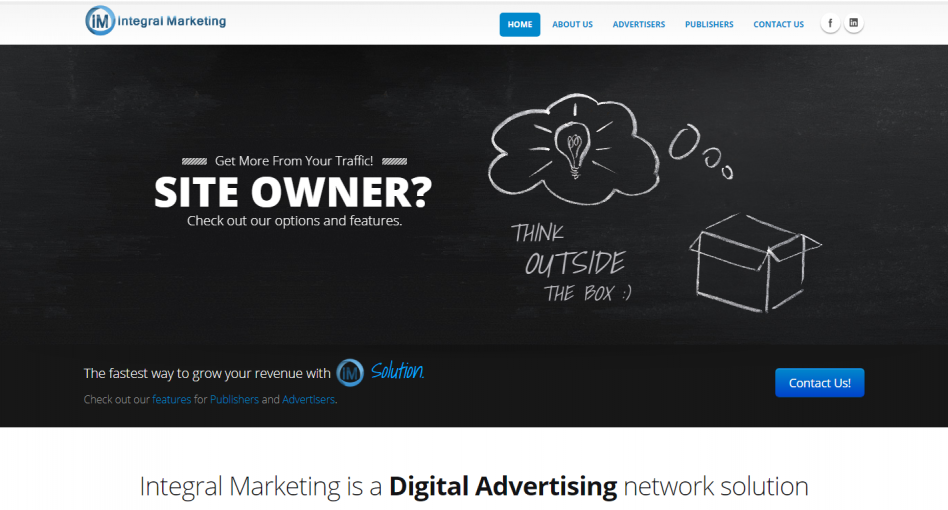 IM Integral Marketing
HOME ABOUT US ADVERTISERS PUBLISHERS CONTACT US f in
Get More From Your Traffic!
SITE OWNER?
Check out our options and features.
THINK
OUTSIDE
THE BOX :)
The fastest way to grow your revenue with IM Solution.
Check out our features for Publishers and Advertisers.
Contact Us!
Integral Marketing is a Digital Advertising network solution